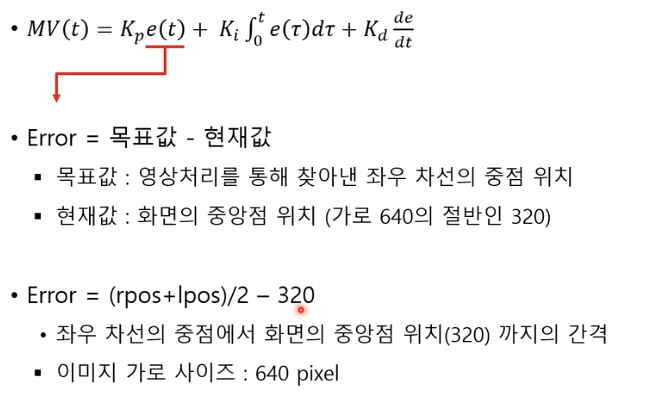 • MV(t) = K_p e(t) + K_i ∫_0^t e(τ)dτ + K_d de/dt
• Error = 목표값 - 현재값
▪ 목표값 : 영상처리를 통해 찾아낸 좌우 차선의 중점 위치
▪ 현재값 : 화면의 중앙점 위치 (가로 640의 절반인 320)
• Error = (rpos+lpos)/2 – 320
• 좌우 차선의 중점에서 화면의 중앙점 위치(320) 까지의 간격
▪ 이미지 가로 사이즈 : 640 pixel